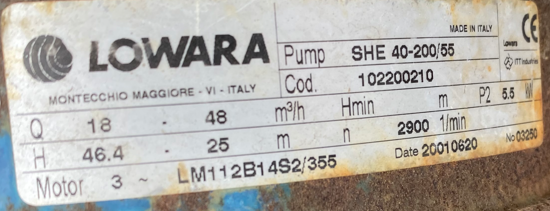 MADE IN ITALY
CE
LOWARA
Pump SHE 40-200/55
Lowara
Cod. 102200210
ITT Industries
MONTECCHIO MAGGIORE - VI - ITALY
Q 18 - 48 m³/h Hmin m P2 5.5 kW
H 46.4 - 25 m n 2900 1/min
Motor 3 ~ LM112B14S2/355 Date 20010620 No 03250